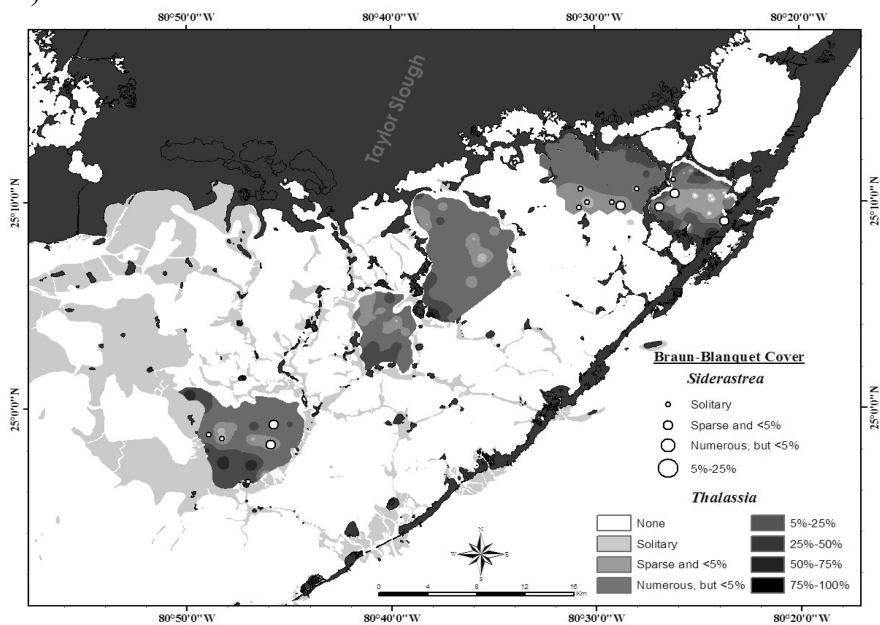 )
80°50'0"W 80°40'0"W 80°30'0"W 80°20'0"W
Taylor Slough
25°10'0"N 25°10'0"N
25°0'0"N 25°0'0"N
Braun-Blanquet Cover
Siderastrea
Solitary
Sparse and <5%
Numerous, but <5%
5%-25%
Thalassia
None 5%-25%
Solitary 25%-50%
Sparse and <5% 50%-75%
Numerous, but <5% 75%-100%
N
W E
S
0 4 8 12 16
Km
80°50'0"W 80°40'0"W 80°30'0"W 80°20'0"W